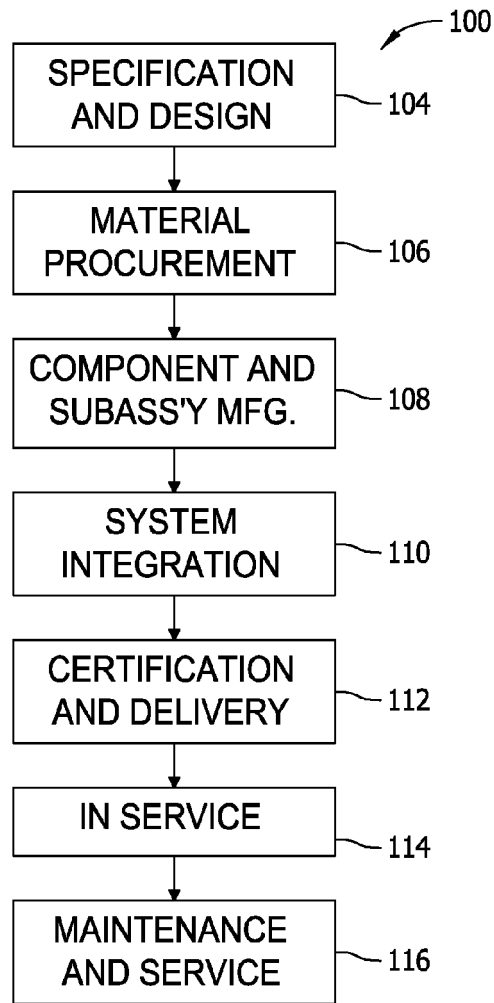 100
SPECIFICATION
AND DESIGN
104
MATERIAL
PROCUREMENT
106
COMPONENT AND
SUBASS'Y MFG.
108
SYSTEM
INTEGRATION
110
CERTIFICATION
AND DELIVERY
112
IN SERVICE
114
MAINTENANCE
AND SERVICE
116